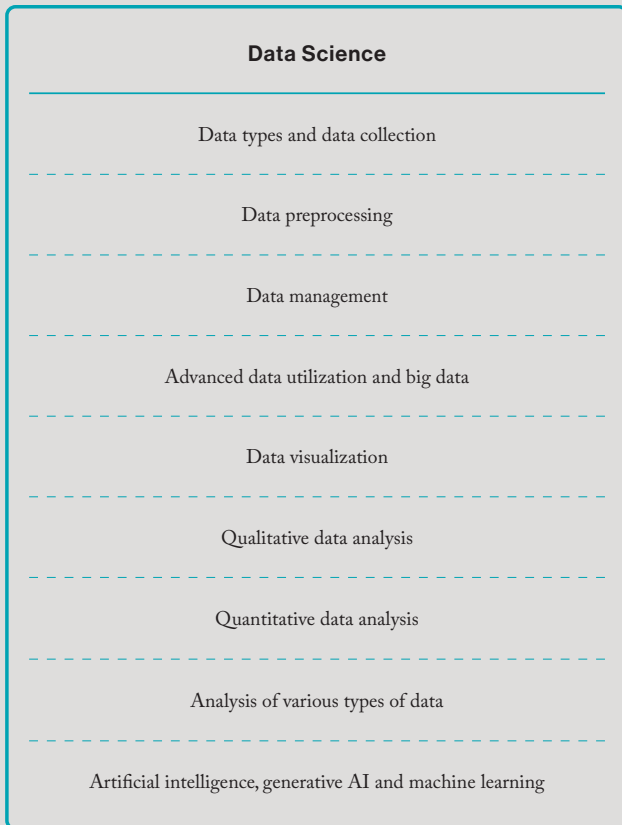 Data Science
Data types and data collection
Data preprocessing
Data management
Advanced data utilization and big data
Data visualization
Qualitative data analysis
Quantitative data analysis
Analysis of various types of data
Artificial intelligence, generative AI and machine learning